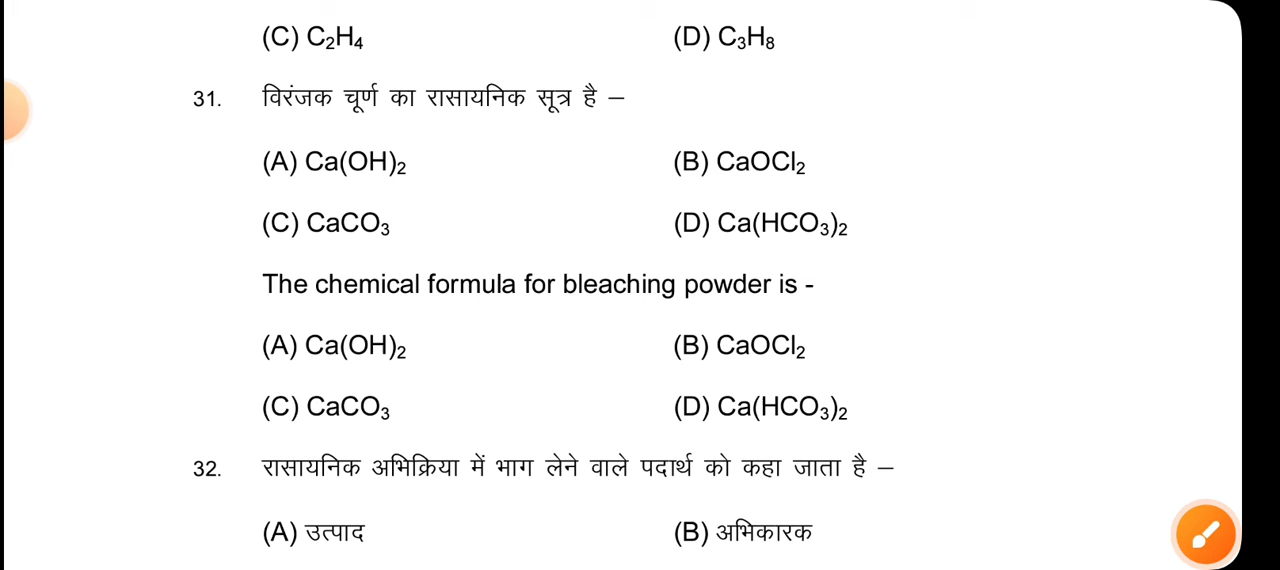 (C) C₂H₄ (D) C₃H₈
31. विरंजक चूर्ण का रासायनिक सूत्र है –
(A) Ca(OH)₂ (B) CaOCl₂
(C) CaCO₃ (D) Ca(HCO₃)₂
The chemical formula for bleaching powder is -
(A) Ca(OH)₂ (B) CaOCl₂
(C) CaCO₃ (D) Ca(HCO₃)₂
32. रासायनिक अभिक्रिया में भाग लेने वाले पदार्थ को कहा जाता है –
(A) उत्पाद (B) अभिकारक